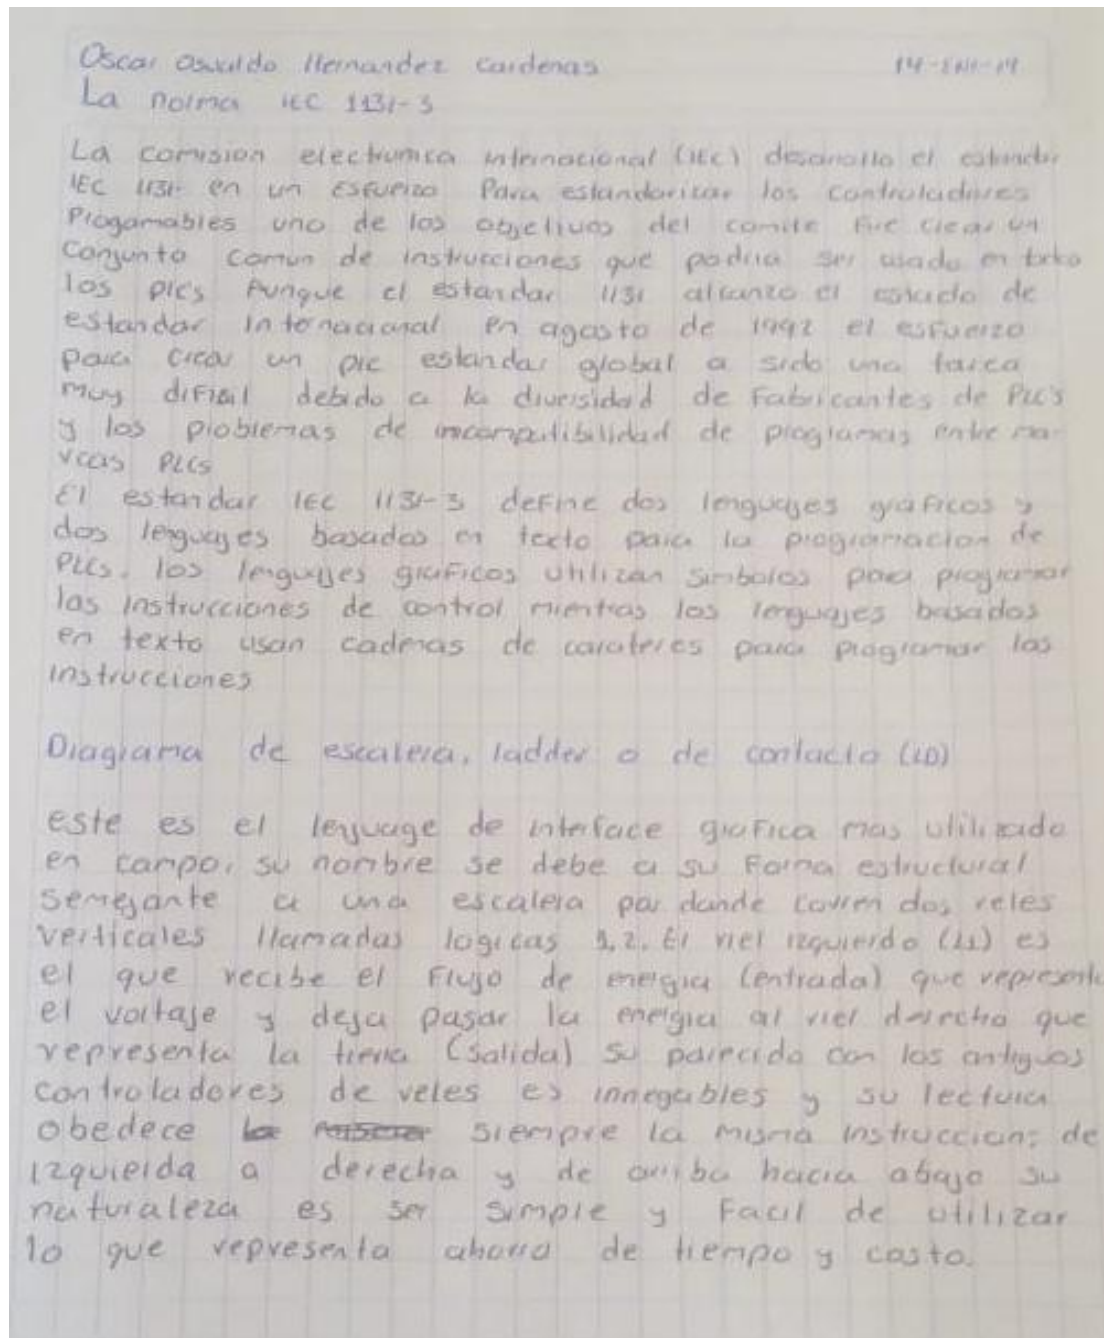 Oscar Oswaldo Hernandez Cardenas
La norma IEC 1131-3
La comision electrumica internacional (IEC) desarrollo el estandar
IEC 1131- en un esfuerzo Para estandarizar los controladores
Progamables uno de los objetivos del comite fue crear un
Conjunto comun de instrucciones que podria ser usado en
los plc's Aunque el estandar 1131 alcanzo el estado de
estandar Internacional en agosto de 1992 el esfuerzo
para crear un estandar global a sido una tarea
muy dificil debido a la diversidad de Fabricantes de PLC's
y los problemas de incompatibilidad de programas entre ma-
rcas PLCs
El estandar IEC 1131-3 define dos lenguajes graficos y
dos lenguajes basados en texto para la programacion de
PLCs. los lenguajes graficos utilizan simbolos para programar
las instrucciones de control mientras los lenguajes basados
en texto usan cadenas de carateres para programar las
instrucciones
Diagrama de escalera, ladder o de contacto (LD)
este es el lenguage de interface grafica mas utilizado
en campo, su nombre se debe a su Forma estructural
semejante a una escalera por donde corren dos reles
verticales llamadas logicas 1,2. El riel izquierdo (L1) es
el que recibe el Flujo de energia (entrada) que representa
el voltaje y deja pasar la energia al riel derecho que
representa la tierra (salida) su parecido con los antiguos
controladores de reles es innegables y su lectura
obedece siempre la misma instruccion; de
izquierda a derecha y de arriba hacia abajo su
naturaleza es ser simple y Facil de utilizar
lo que representa ahorro de tiempo y costo.